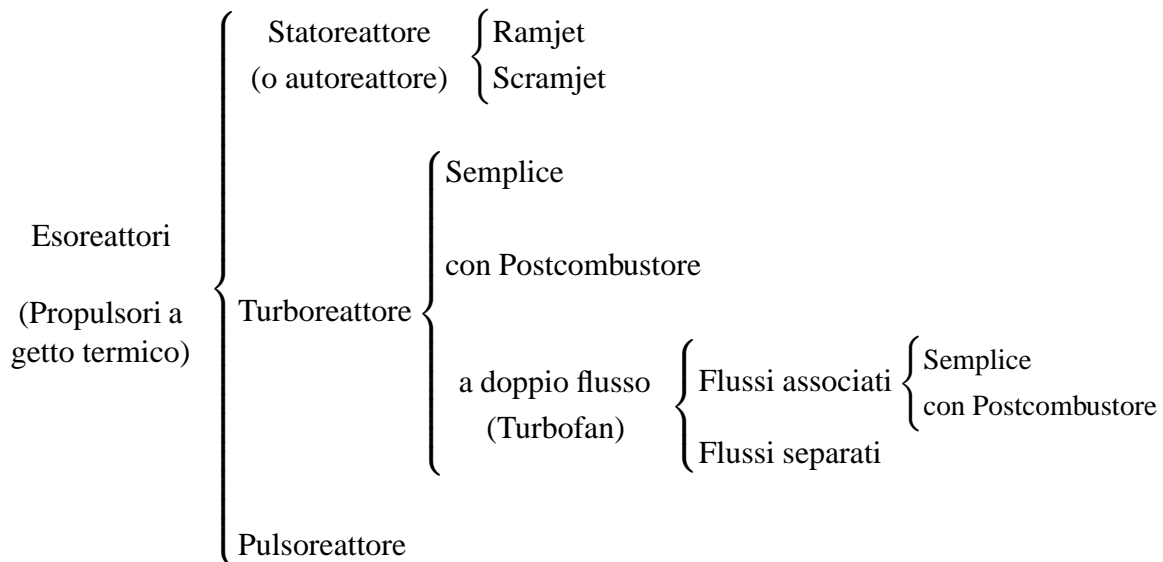 Esoreattori
(Propulsori a
getto termico)
Statoreattore
(o autoreattore)
Ramjet
Scramjet
Turboreattore
Semplice
con Postcombustore
a doppio flusso
(Turbofan)
Flussi associati
Semplice
con Postcombustore
Flussi separati
Pulsoreattore